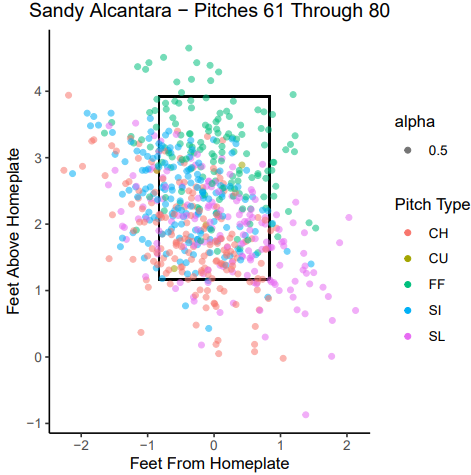 Sandy Alcantara − Pitches 61 Through 80
4
3
2
1
0
−1
−2
−1
0
1
2
Feet Above Homeplate
Feet From Homeplate
alpha
0.5
Pitch Type
CH
CU
FF
SI
SL